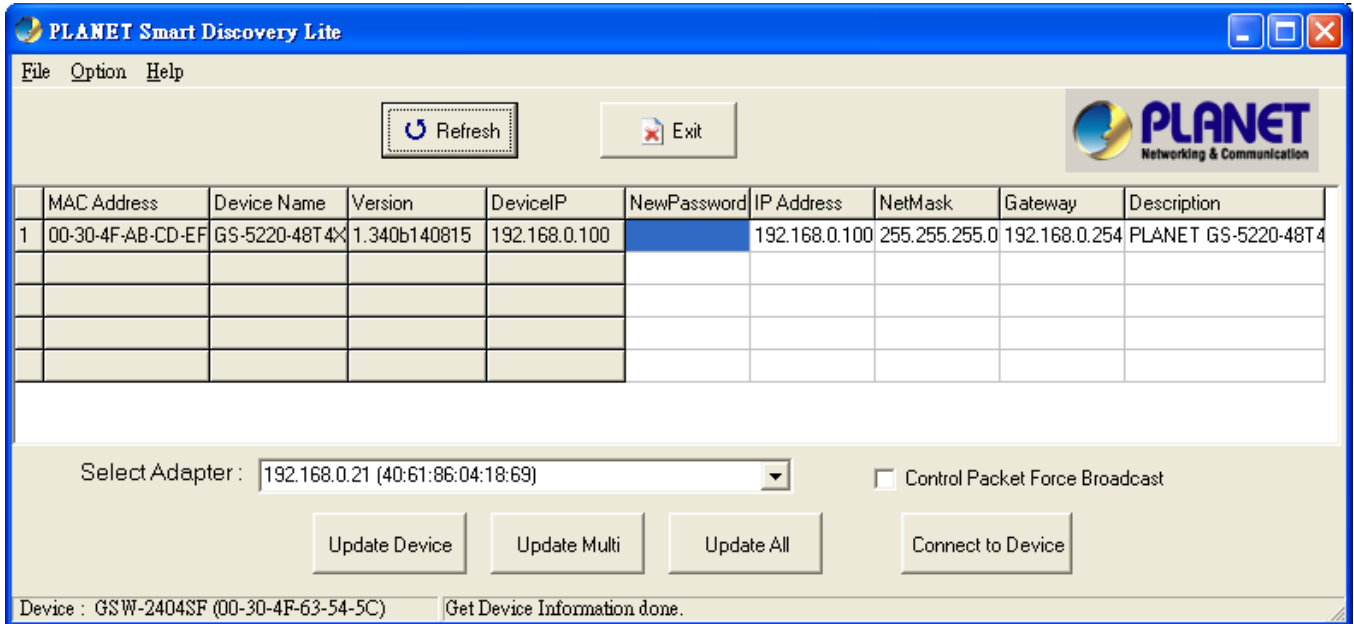 PLANET Smart Discovery Lite
File Option Help
Refresh Exit PLANET
Networking & Communication
MAC Address Device Name Version DeviceIP NewPassword IP Address NetMask Gateway Description
1 00-30-4F-AB-CD-EF GS-5220-48T4X 1.340b140815 192.168.0.100 192.168.0.100 255.255.255.0 192.168.0.254 PLANET GS-5220-48T4
Select Adapter : 192.168.0.21 (40:61:86:04:18:69) Control Packet Force Broadcast
Update Device Update Multi Update All Connect to Device
Device : GSW-2404SF (00-30-4F-63-54-5C) Get Device Information done.